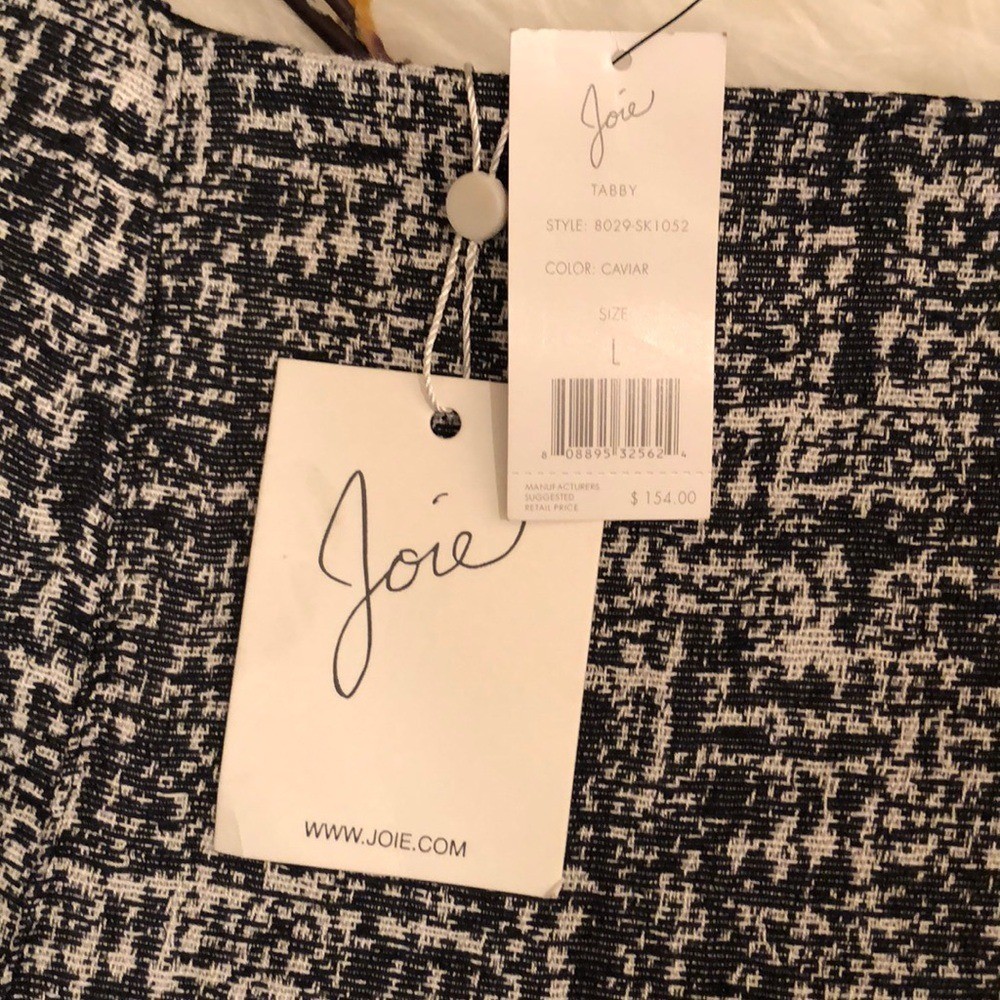 Joie
TABBY
STYLE: 8029-SK1052
COLOR: CAVIAR
SIZE
L
8 08895 32562 4
MANUFACTURERS
SUGGESTED
RETAIL PRICE
$ 154.00
Joie
WWW.JOIE.COM